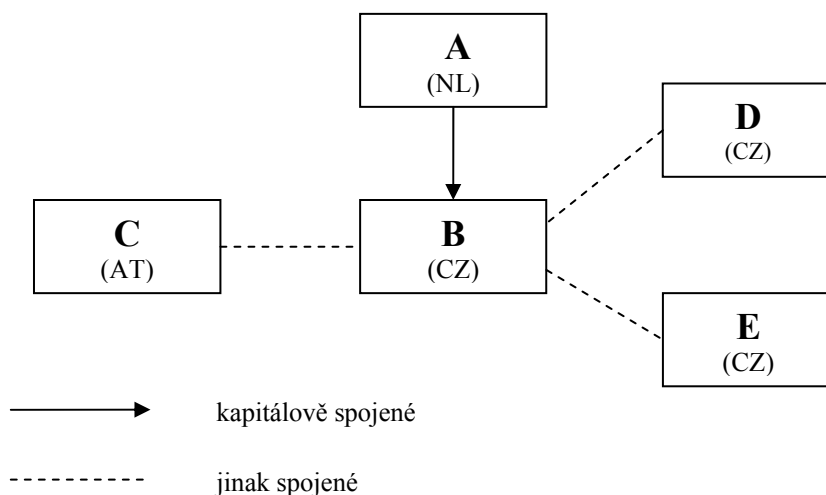 A
(NL)
D
(CZ)
C
(AT)
B
(CZ)
E
(CZ)
kapitálově spojené
jinak spojené